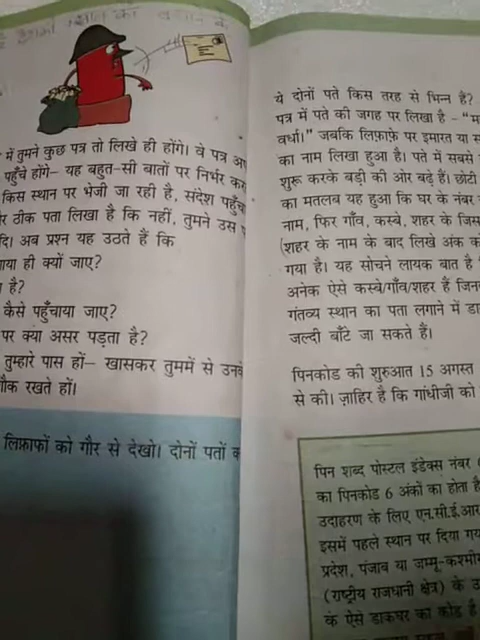 में तुमने कुछ पत्र तो लिखे ही होंगे। वे पत्र
पहुँचे होंगे– यह बहुत-सी बातों पर निर्भर
किस स्थान पर भेजी जा रही है, संदेश
ठीक पता लिखा है कि नहीं, तुमने उस
अब प्रश्न यह उठते हैं कि
ही क्यों जाए?
है?
कैसे पहुँचाया जाए?
पर क्या असर पड़ता है?
तुम्हारे पास हों– खासकर तुममें से
रखते हों।
लिफ़ाफों को गौर से देखो। दोनों पतों
ये दोनों पते किस तरह से भिन्न हैं?
पत्र में पते की जगह पर लिखा है – "म
वर्धा।" जबकि लिफ़ाफ़े पर इमारत या
का नाम लिखा हुआ है। पते में सबसे
शुरू करके बड़ी की ओर बढ़े हैं। छोटी
का मतलब यह हुआ कि घर के नंबर
नाम, फिर गाँव, कस्बे, शहर के जिस
(शहर के नाम के बाद लिखे अंक को
गया है। यह सोचने लायक बात है
अनेक ऐसे कस्बे/गाँव/शहर हैं
गंतव्य स्थान का पता लगाने में
जल्दी बाँटे जा सकते हैं।
पिनकोड की शुरुआत 15 अगस्त
से की। ज़ाहिर है कि गांधीजी को
पिन शब्द पोस्टल इंडेक्स नंबर
का पिनकोड 6 अंकों का होता है
उदाहरण के लिए एन.सी.ई.आर
इसमें पहले स्थान पर दिया
प्रदेश, पंजाब या जम्मू-कश्मीर
(राष्ट्रीय राजधानी क्षेत्र) के
के ऐसे डाकघर का कोड है